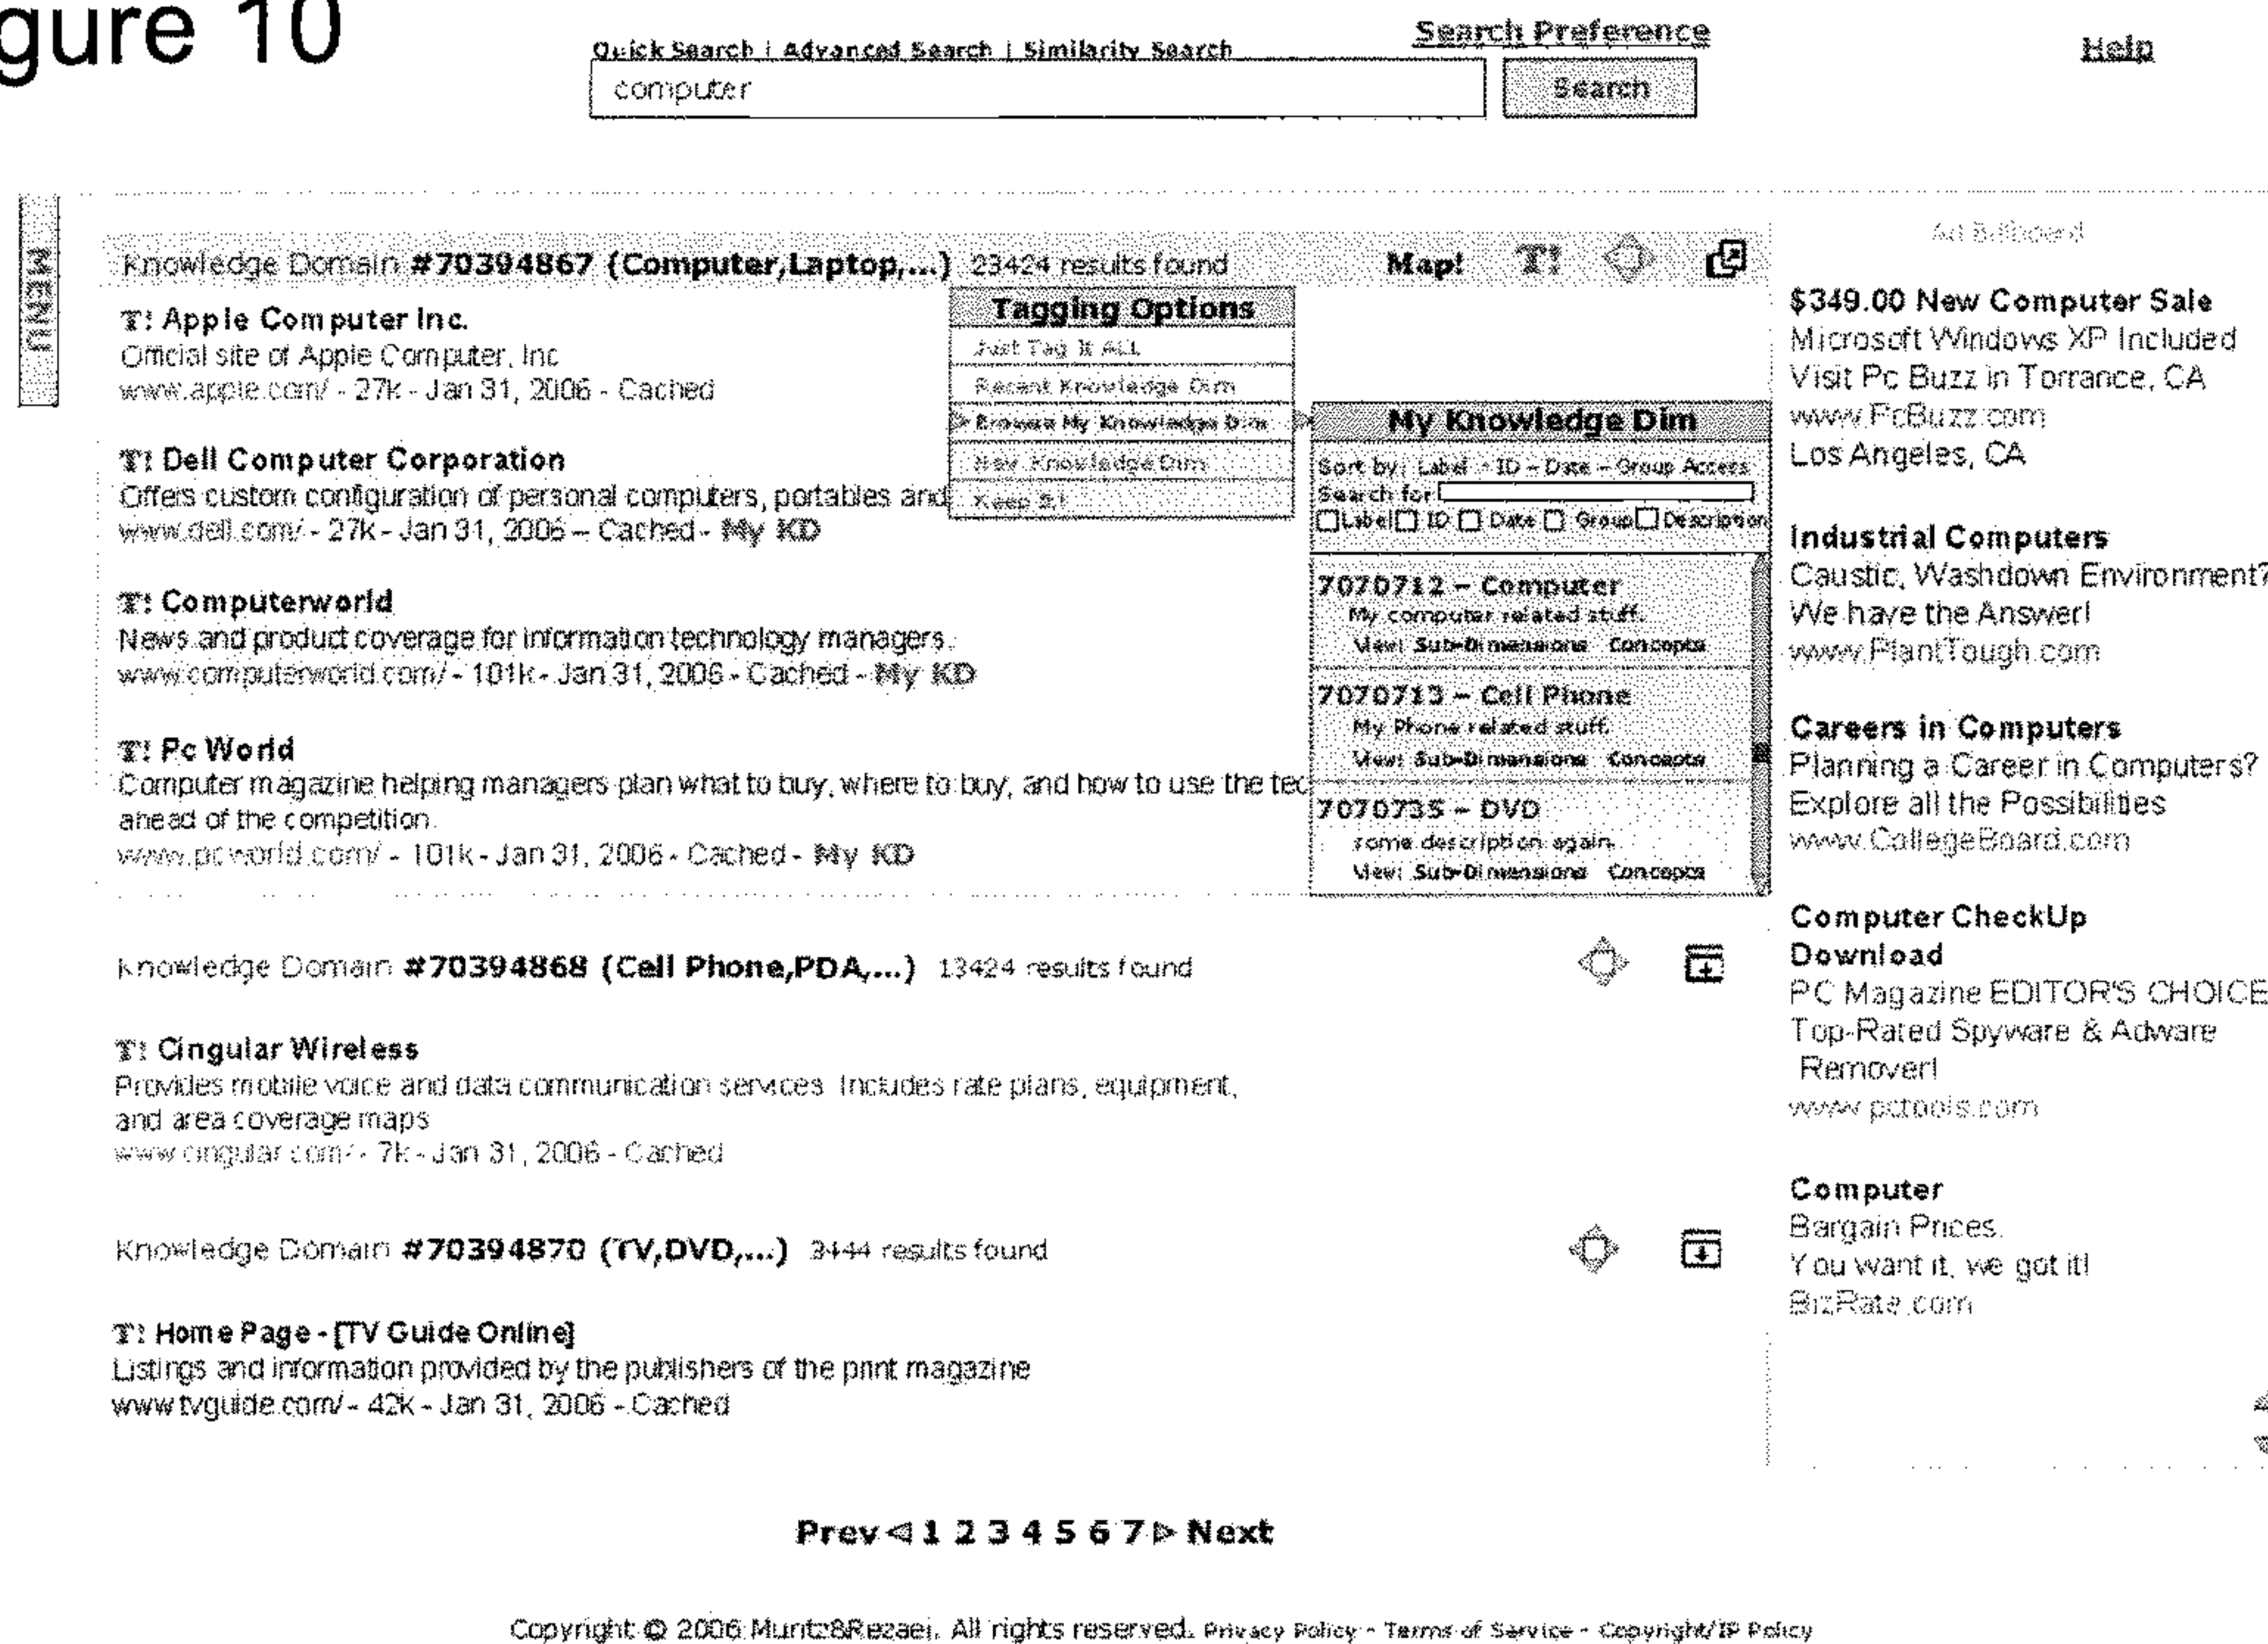 gure 10
Quick Search | Advanced Search | Similarity Search
Search Preference
Help
computer
Search
MENU
Knowledge Domain #70394867 (Computer,Laptop,...) 23424 results found
Map! T!
T! Apple Computer Inc.
Official site of Apple Computer, Inc
www.apple.com/ - 27k - Jan 31, 2006 - Cached
T! Dell Computer Corporation
Offers custom configuration of personal computers, portables and
www.dell.com/ - 27k - Jan 31, 2006 – Cached - My KD
T! Computerworld
News and product coverage for information technology managers.
www.computerworld.com/ - 101k - Jan 31, 2006 - Cached - My KD
T! Pc World
Computer magazine helping managers plan what to buy, where to buy, and how to use the tec
ahead of the competition.
www.pcworld.com/ - 101k - Jan 31, 2006 - Cached - My KD
Tagging Options
Just Tag It ALL
Recent Knowledge Dim
Browse My Knowledge Dim
New Knowledge Dim
Keep It!
My Knowledge Dim
Sort by: Label - ID – Date – Group Access
Search for
Label ID Date Group Description
7070712 – Computer
My computer related stuff.
View: Sub-Dimensions Concepts
7070713 – Cell Phone
My Phone related stuff.
View: Sub-Dimensions Concepts
7070735 – DVD
some description again.
View: Sub-Dimensions Concepts
Knowledge Domain #70394868 (Cell Phone,PDA,...) 13424 results found
T! Cingular Wireless
Provides mobile voice and data communication services Includes rate plans, equipment,
and area coverage maps
www.cingular.com/ - 7k - Jan 31, 2006 - Cached
Knowledge Domain #70394870 (TV,DVD,...) 3444 results found
T! Home Page - [TV Guide Online]
Listings and information provided by the publishers of the print magazine
www.tvguide.com/ - 42k - Jan 31, 2006 - Cached
Ad Billboard
$349.00 New Computer Sale
Microsoft Windows XP Included
Visit Pc Buzz in Torrance, CA
www.PcBuzz.com
Los Angeles, CA
Industrial Computers
Caustic, Washdown Environment?
We have the Answer!
www.PlantTough.com
Careers in Computers
Planning a Career in Computers?
Explore all the Possibilities
www.CollegeBoard.com
Computer CheckUp
Download
PC Magazine EDITOR'S CHOICE
Top-Rated Spyware & Adware
Remover!
www.pctools.com
Computer
Bargain Prices.
You want it, we got it!
BizRate.com
Prev 1 2 3 4 5 6 7 Next
Copyright © 2006 Muntz&Rezaei. All rights reserved. Privacy Policy - Terms of Service - Copyright/IP Policy